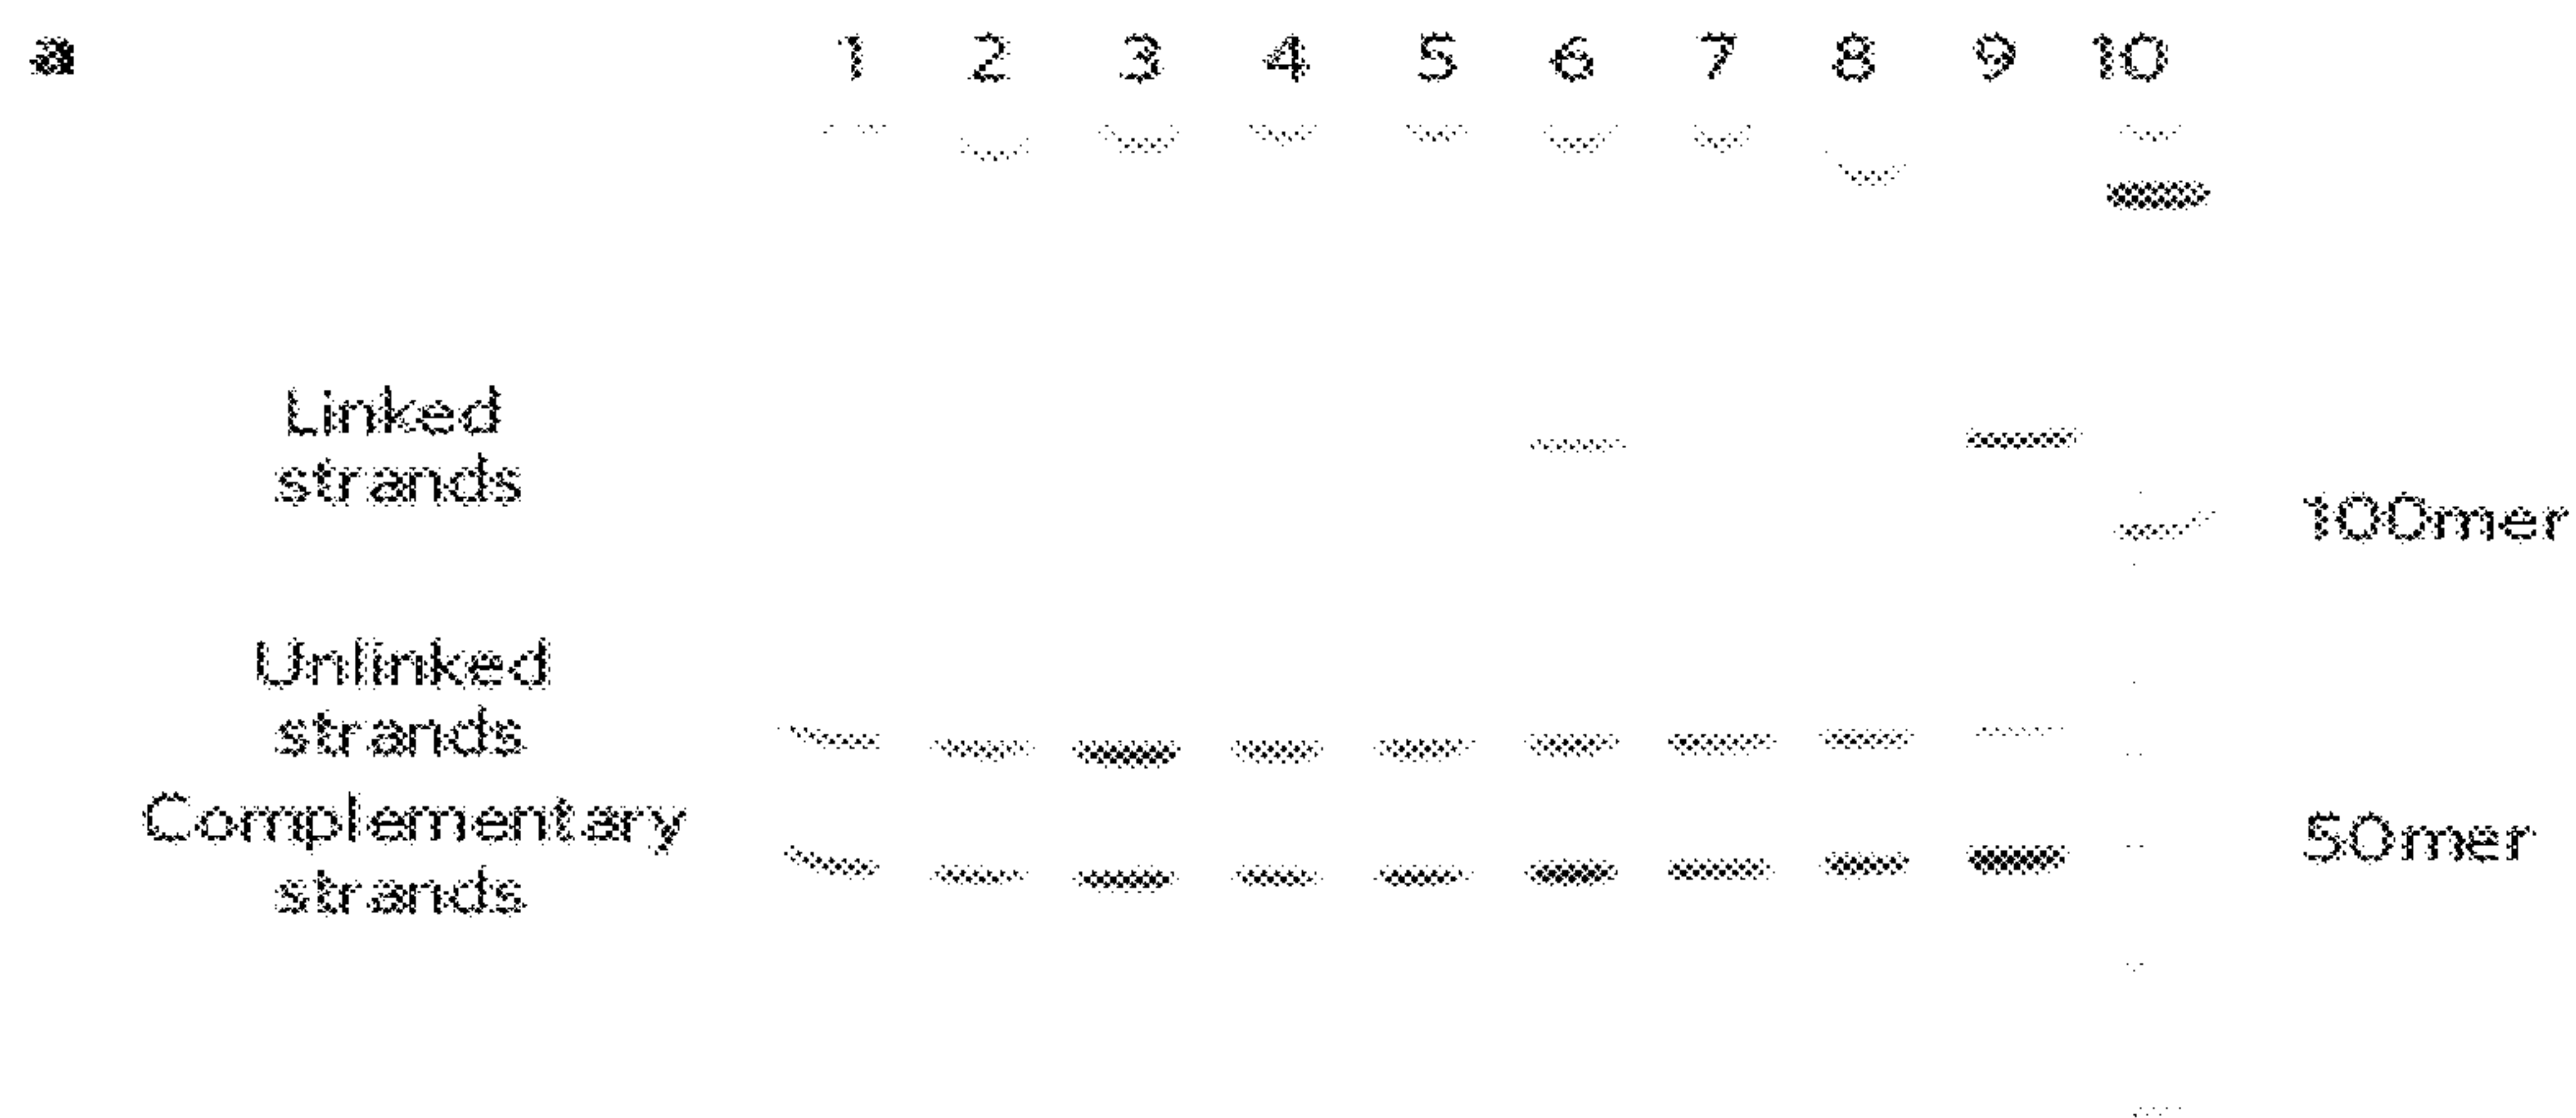 a 1 2 3 4 5 6 7 8 9 10
Linked
strands
100mer
Unlinked
strands
Complementary
strands
50mer